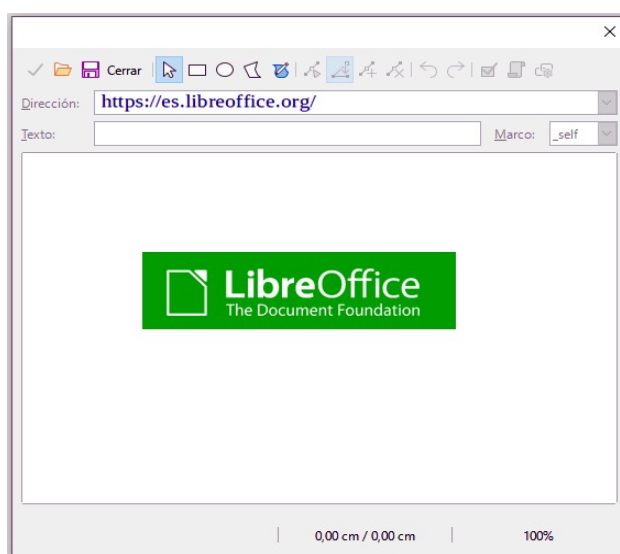 Cerrar
Dirección: https://es.libreoffice.org/
Texto: Marco: _self
LibreOffice
The Document Foundation
0,00 cm / 0,00 cm 100%